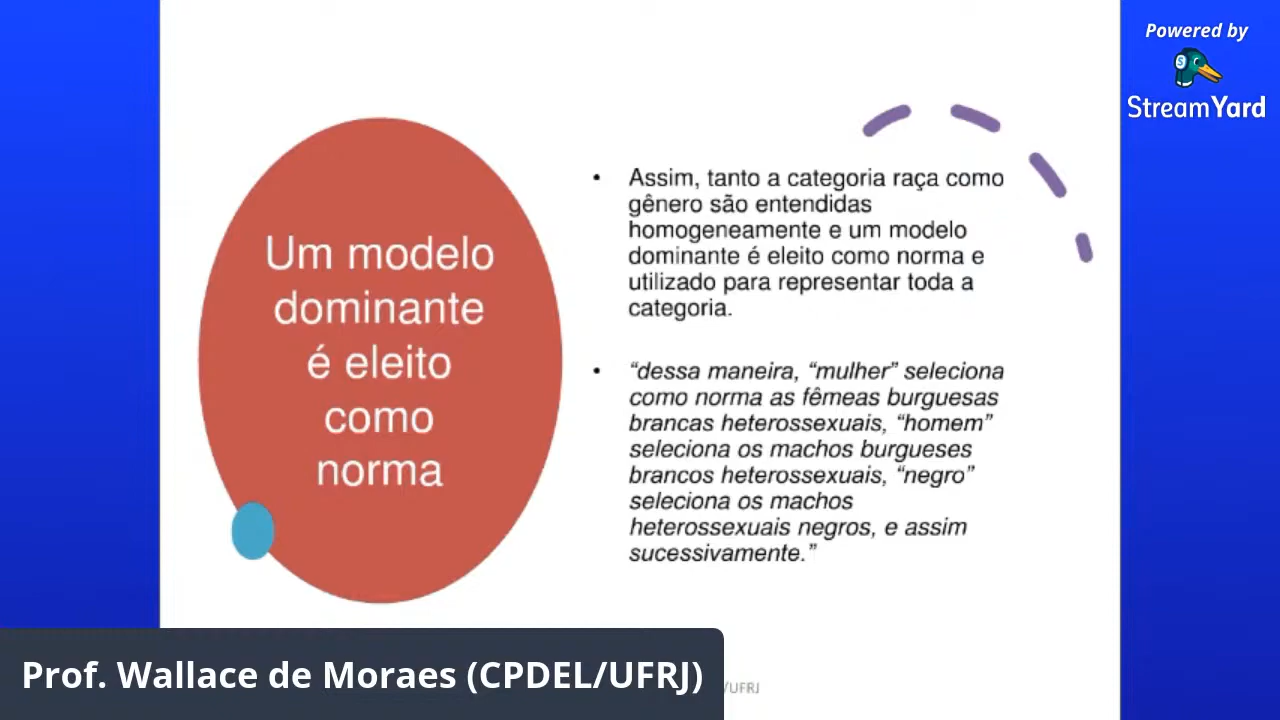 Powered by
StreamYard
Um modelo
dominante
é eleito
como
norma
• Assim, tanto a categoria raça como
gênero são entendidas
homogeneamente e um modelo
dominante é eleito como norma e
utilizado para representar toda a
categoria.
• “dessa maneira, “mulher” seleciona
como norma as fêmeas burguesas
brancas heterossexuais, “homem”
seleciona os machos burgueses
brancos heterossexuais, “negro”
seleciona os machos
heterossexuais negros, e assim
sucessivamente.”
Prof. Wallace de Moraes (CPDEL/UFRJ)
/UFRJ